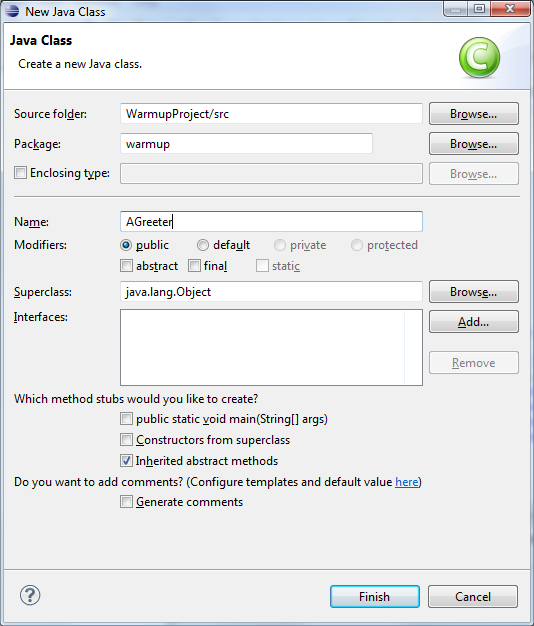 New Java Class
Java Class
Create a new Java class.
C
Source folder: WarmupProject/src Browse...
Package: warmup Browse...
Enclosing type: Browse...
Name: AGreeter
Modifiers: public default private protected
abstract final static
Superclass: java.lang.Object Browse...
Interfaces: Add...
Remove
Which method stubs would you like to create?
public static void main(String[] args)
Constructors from superclass
Inherited abstract methods
Do you want to add comments? (Configure templates and default value here)
Generate comments
? Finish Cancel